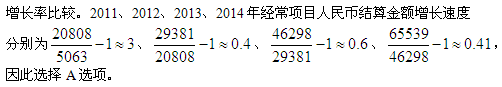 增长率比较。2011、2012、2013、2014 年经常项目人民币结算金额增长速度
分别为 20808/5063 −1≈3、29381/20808 −1≈0.4、46298/29381 −1≈0.6、65539/46298 −1≈0.41,
因此选择 A 选项。